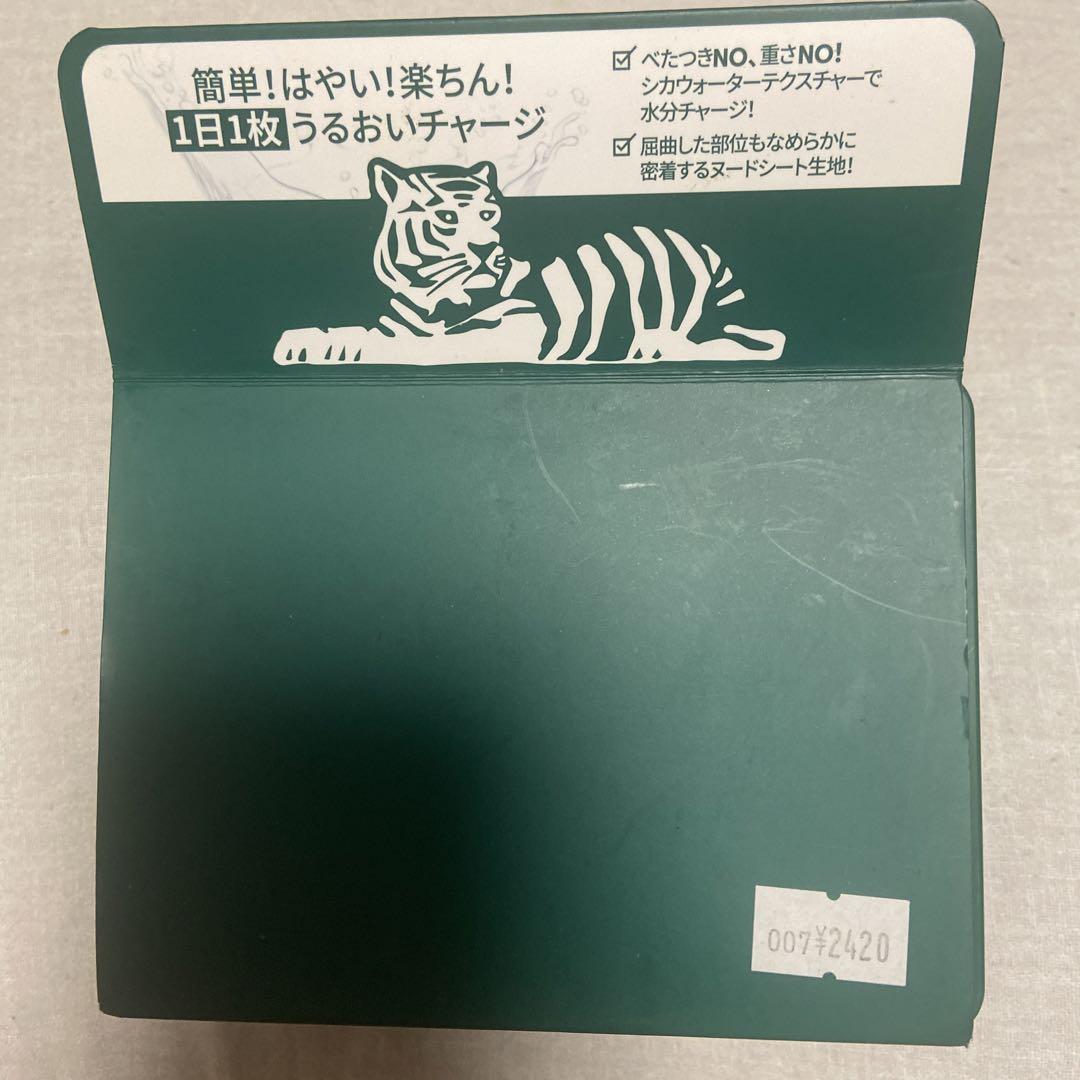 簡単!はやい!楽ちん!
1日1枚うるおいチャージ
べたつきNO、重さNO!
シカウォーターテクスチャーで
水分チャージ!
屈曲した部位もなめらかに
密着するヌードシート生地!
007¥2420